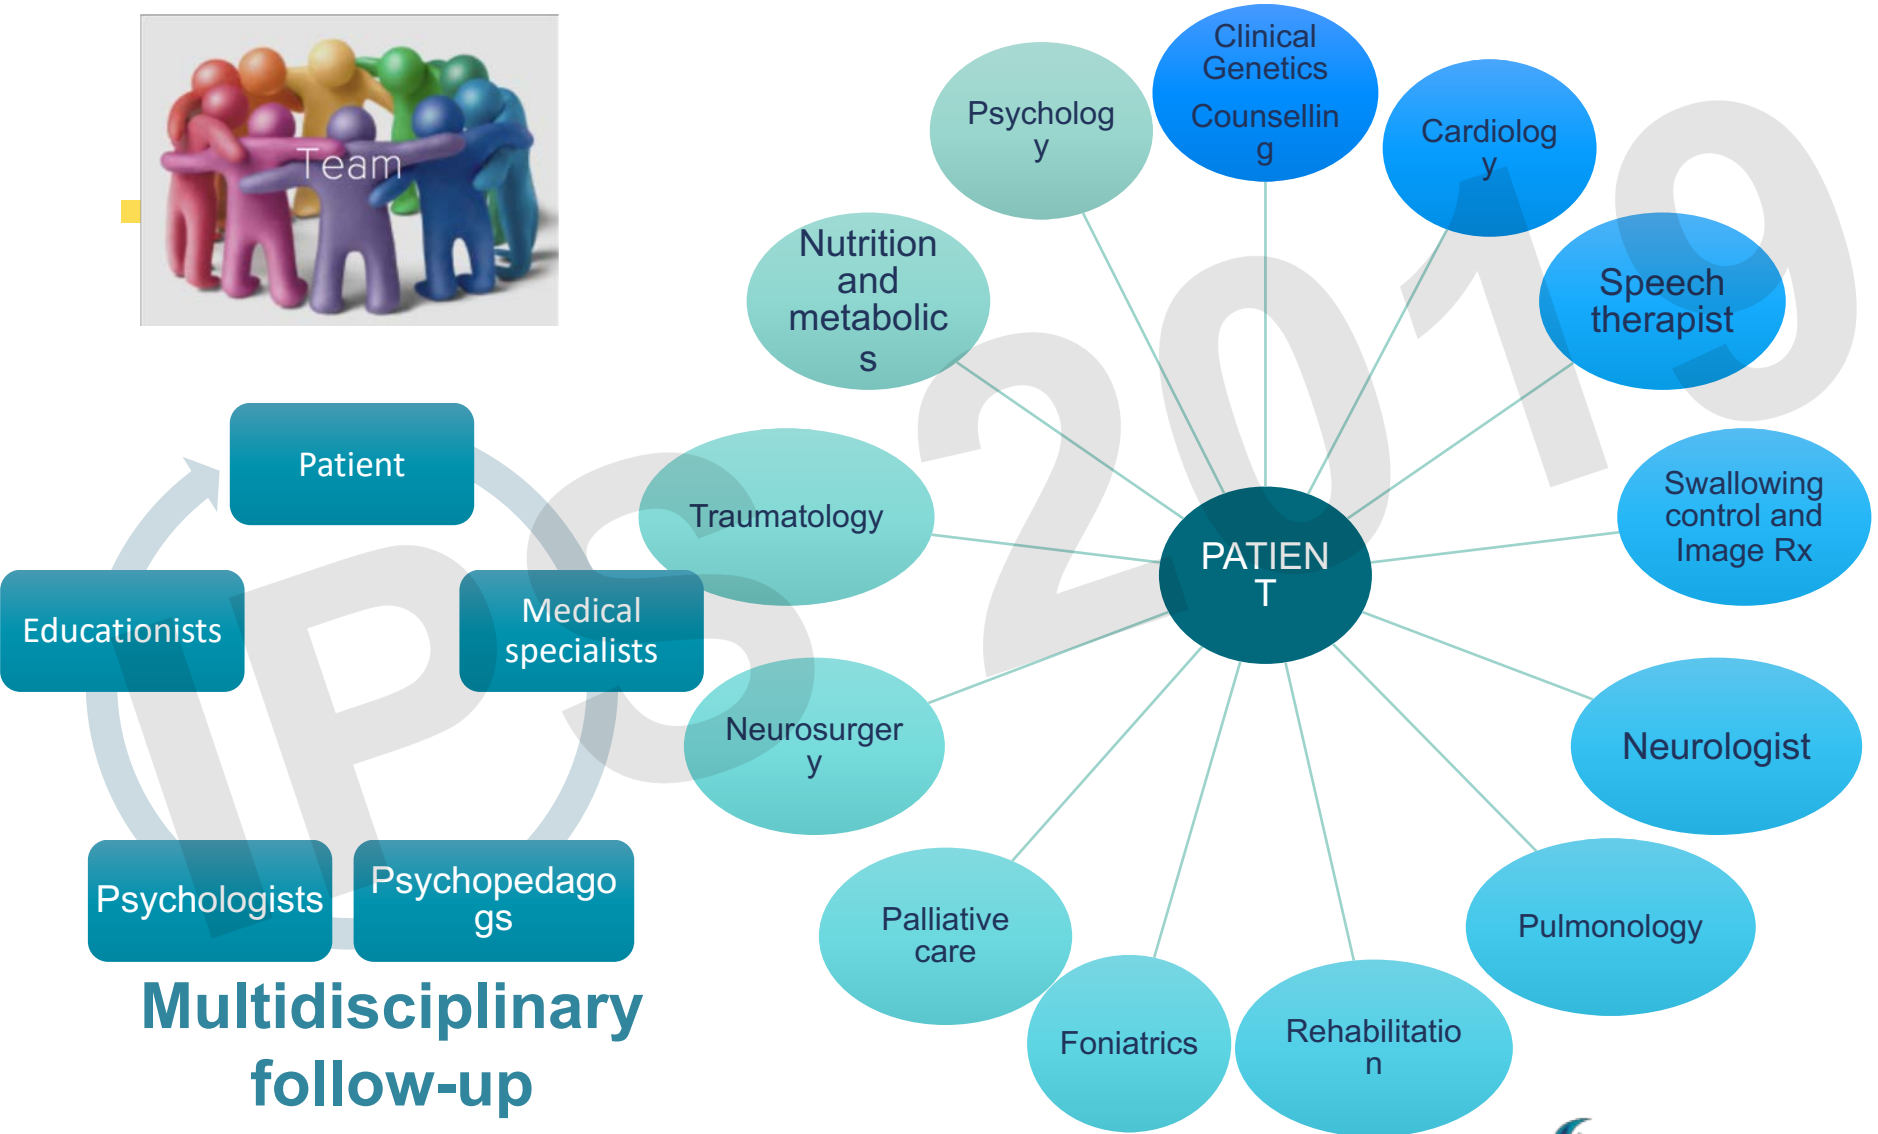 Team
Patient
Medical
specialists
Psychopedago
gs
Psychologists
Educationists
Multidisciplinary
follow-up
PATIEN
T
Clinical
Genetics
Counsellin
g
Cardiolog
y
Speech
therapist
Swallowing
control and
Image Rx
Neurologist
Pulmonology
Rehabilitatio
n
Foniatrics
Palliative
care
Neurosurger
y
Traumatology
Nutrition
and
metabolic
s
Psycholog
y
IPS 2019